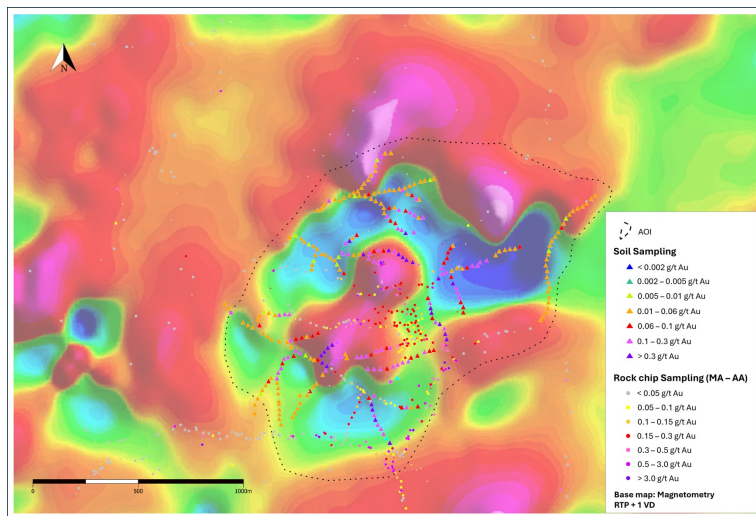 N
AOI
Soil Sampling
< 0.002 g/t Au
0.002 – 0.005 g/t Au
0.005 – 0.01 g/t Au
0.01 – 0.06 g/t Au
0.06 – 0.1 g/t Au
0.1 – 0.3 g/t Au
> 0.3 g/t Au
Rock chip Sampling (MA – AA)
< 0.05 g/t Au
0.05 – 0.1 g/t Au
0.1 – 0.15 g/t Au
0.15 – 0.3 g/t Au
0.3 – 0.5 g/t Au
0.5 – 3.0 g/t Au
> 3.0 g/t Au
Base map: Magnetometry
RTP + 1 VD
0 500 1000m